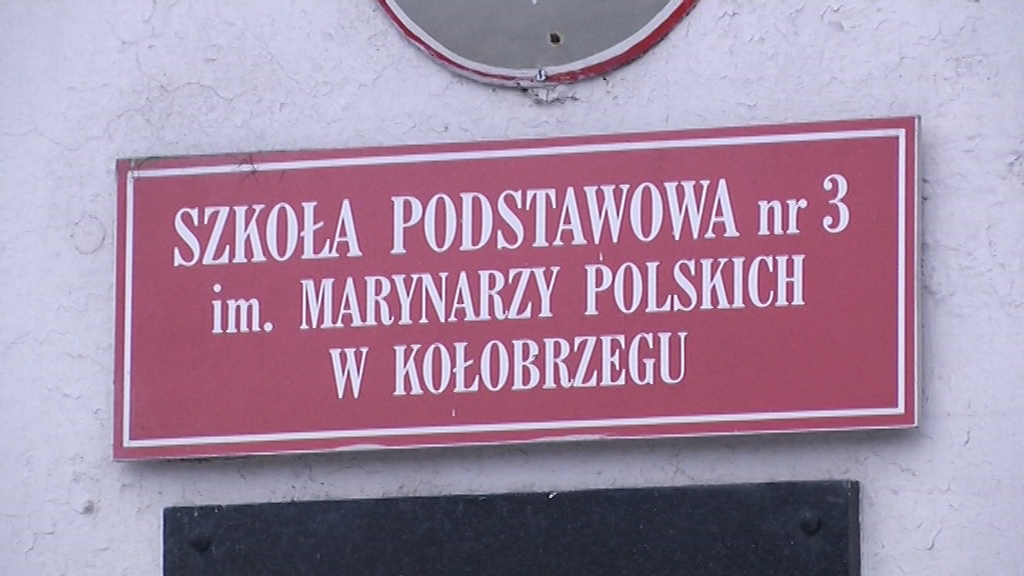 SZKOŁA PODSTAWOWA nr 3
im. MARYNARZY POLSKICH
W KOŁOBRZEGU